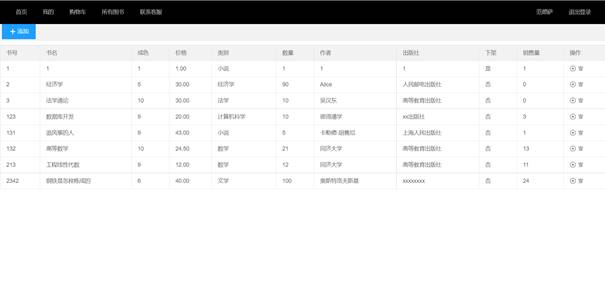 首页 我的 购物车 所有图书 联系客服 范德萨 退出登录
+ 添加
书号 书名 成色 价格 类别 数量 作者 出版社 下架 销售量 操作
1 1 1 1.00 小说 1 1 1 是 1
2 经济学 5 30.00 经济学 90 Alice 人民邮电出版社 否 0
3 法学通论 10 30.00 法学 10 吴汉东 高等教育出版社 否 0
123 数据库开发 9 20.00 计算机科学 10 彼得潘学 xx出版社 否 3
131 追风筝的人 9 43.00 小说 5 卡勒德·胡赛尼 上海人民出版社 否 1
132 高等数学 10 24.50 数学 21 同济大学 高等教育出版社 否 13
213 工程线性代数 9 12.00 数学 12 同济大学 高等教育出版社 否 11
2342 钢铁是怎样炼成的 6 40.00 文学 100 奥斯特洛夫斯基 xxxxxxxx 否 24